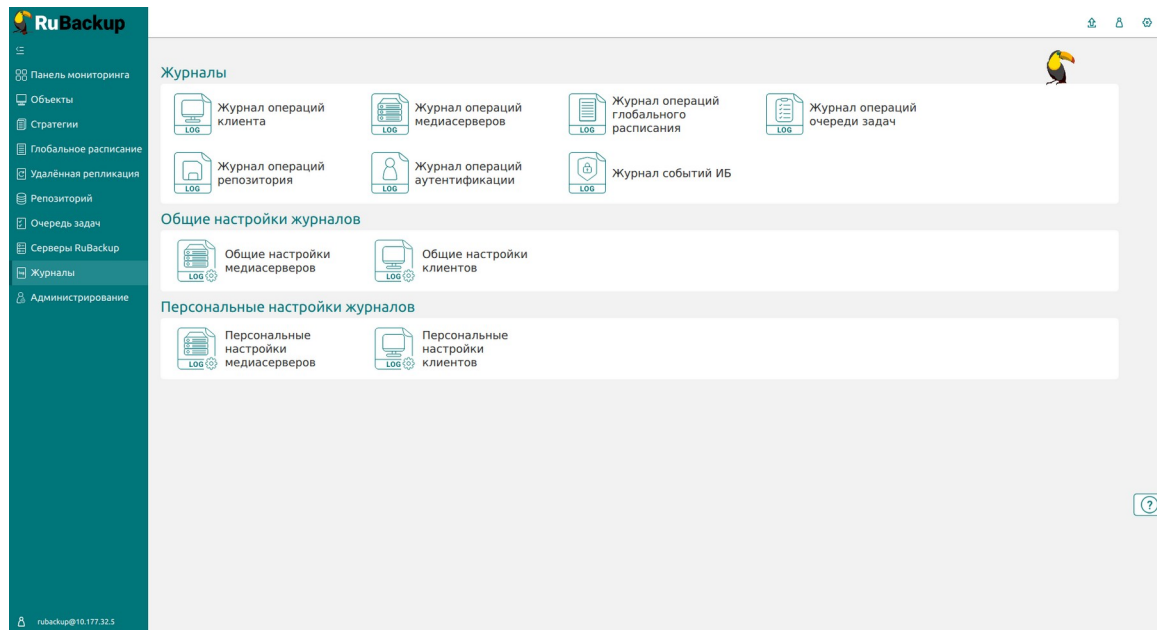 RuBackup
Панель мониторинга
Объекты
Стратегии
Глобальное расписание
Удалённая репликация
Репозиторий
Очередь задач
Серверы RuBackup
Журналы
Администрирование
rubackup@10.177.32.5
Журналы
LOG
Журнал операций
клиента
LOG
Журнал операций
медиасерверов
LOG
Журнал операций
глобального
расписания
LOG
Журнал операций
очереди задач
LOG
Журнал операций
репозитория
LOG
Журнал операций
аутентификации
LOG
Журнал событий ИБ
Общие настройки журналов
LOG
Общие настройки
медиасерверов
LOG
Общие настройки
клиентов
Персональные настройки журналов
LOG
Персональные
настройки
медиасерверов
LOG
Персональные
настройки
клиентов
?